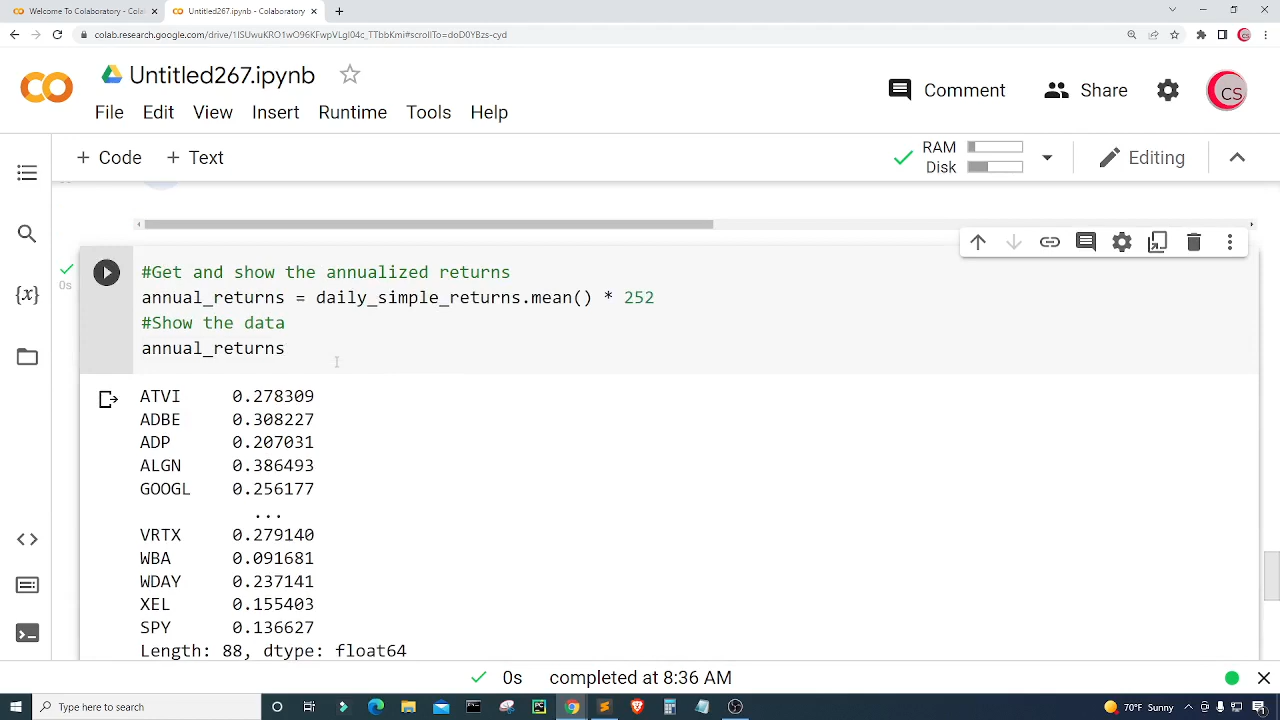 Welcome To Colaboratory - Colab
Untitled267.ipynb - Colaboratory
colab.research.google.com/drive/1ISUwuKRO1wO96KFwpVLgI04c_TTbbKmi#scrollTo=doD0YBzs-cyd
Untitled267.ipynb
File Edit View Insert Runtime Tools Help
Comment Share CS
+ Code + Text
RAM
Disk
Editing
0s
#Get and show the annualized returns
annual_returns = daily_simple_returns.mean() * 252
#Show the data
annual_returns
{x}
ATVI 0.278309
ADBE 0.308227
ADP 0.207031
ALGN 0.386493
GOOGL 0.256177
...
VRTX 0.279140
WBA 0.091681
WDAY 0.237141
XEL 0.155403
SPY 0.136627
Length: 88, dtype: float64
0s completed at 8:36 AM
Type here to search
70°F Sunny